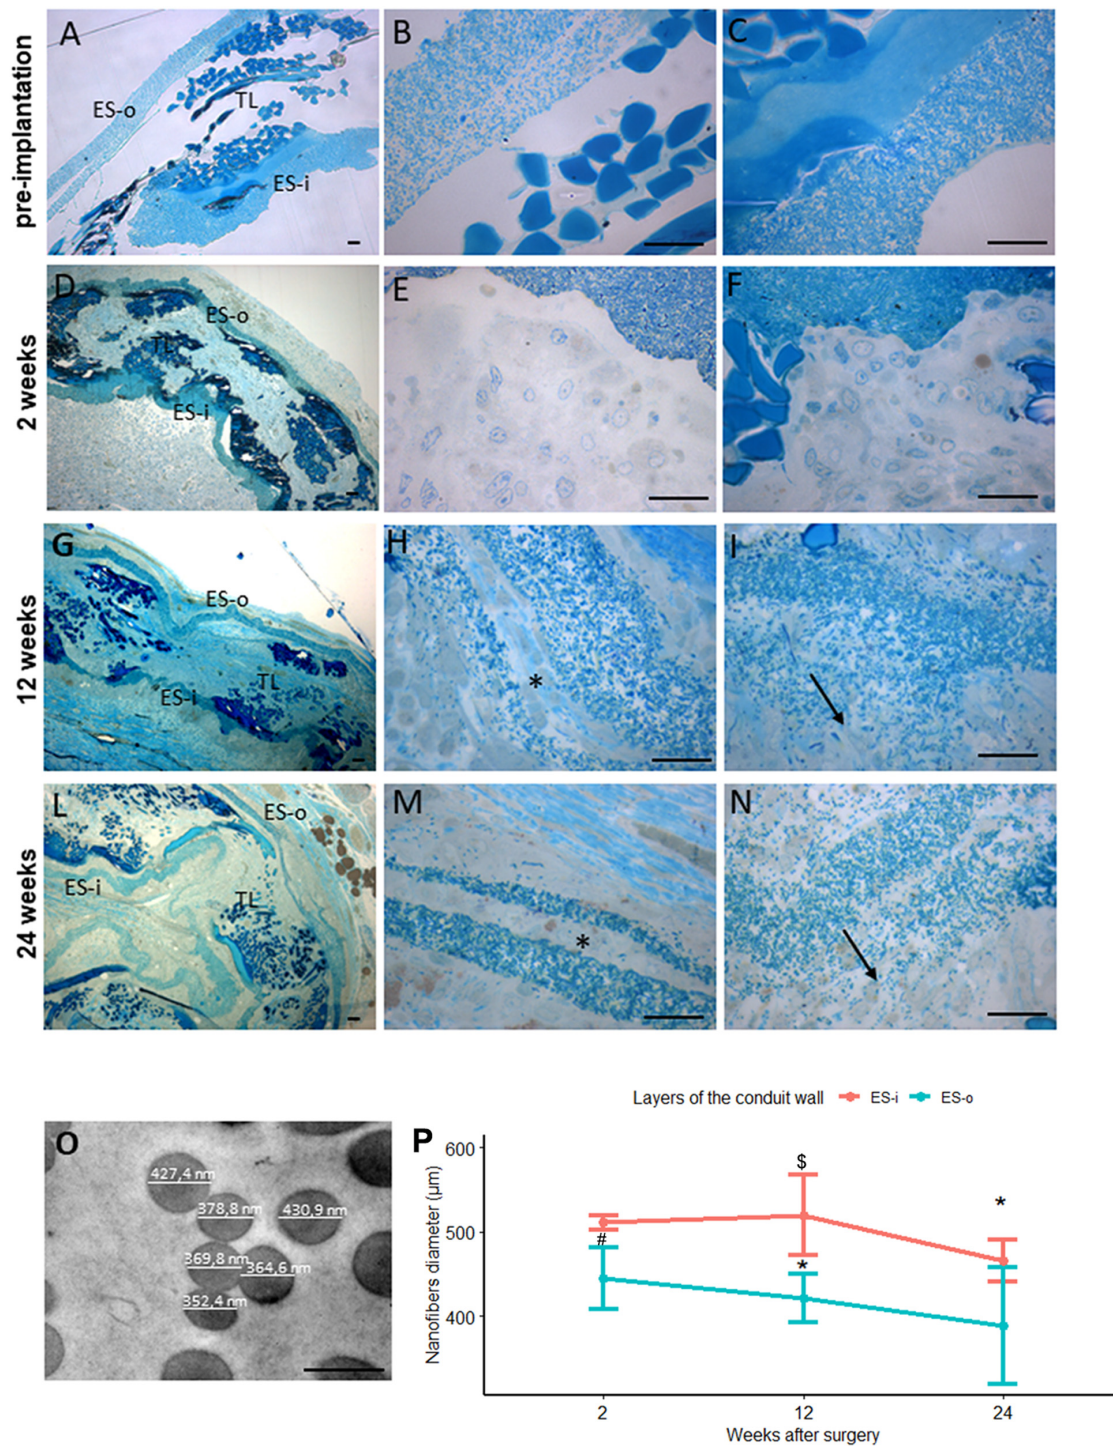 pre-implantation
A
ES-o
TL
ES-i
B
C
2 weeks
D
ES-o
TL
ES-i
E
F
12 weeks
G
ES-o
TL
ES-i
H
*
I
24 weeks
L
ES-o
ES-i
TL
M
*
N
O
427,4 nm
378,8 nm
430,9 nm
369,8 nm
364,6 nm
352,4 nm
P
Layers of the conduit wall ES-i ES-o
Nanofibers diameter (μm)
600
500
400
#
$
*
*
2 12 24
Weeks after surgery